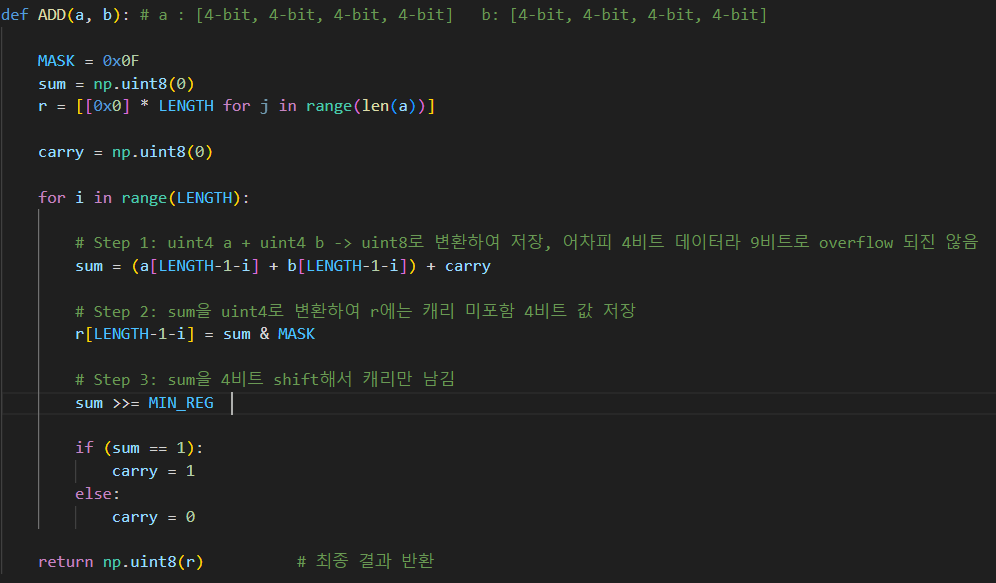 def ADD(a, b): # a : [4-bit, 4-bit, 4-bit, 4-bit]   b: [4-bit, 4-bit, 4-bit, 4-bit]
    MASK = 0x0F
    sum = np.uint8(0)
    r = [[0x0] * LENGTH for j in range(len(a))]
    carry = np.uint8(0)
    for i in range(LENGTH):
        # Step 1: uint4 a + uint4 b -> uint8로 변환하여 저장, 어차피 4비트 데이터라 9비트로 overflow 되진 않음
        sum = (a[LENGTH-1-i] + b[LENGTH-1-i]) + carry
        # Step 2: sum을 uint4로 변환하여 r에는 캐리 미포함 4비트 값 저장
        r[LENGTH-1-i] = sum & MASK
        # Step 3: sum을 4비트 shift해서 캐리만 남김
        sum >>= MIN_REG
        if (sum == 1):
            carry = 1
        else:
            carry = 0
    return np.uint8(r)          # 최종 결과 반환